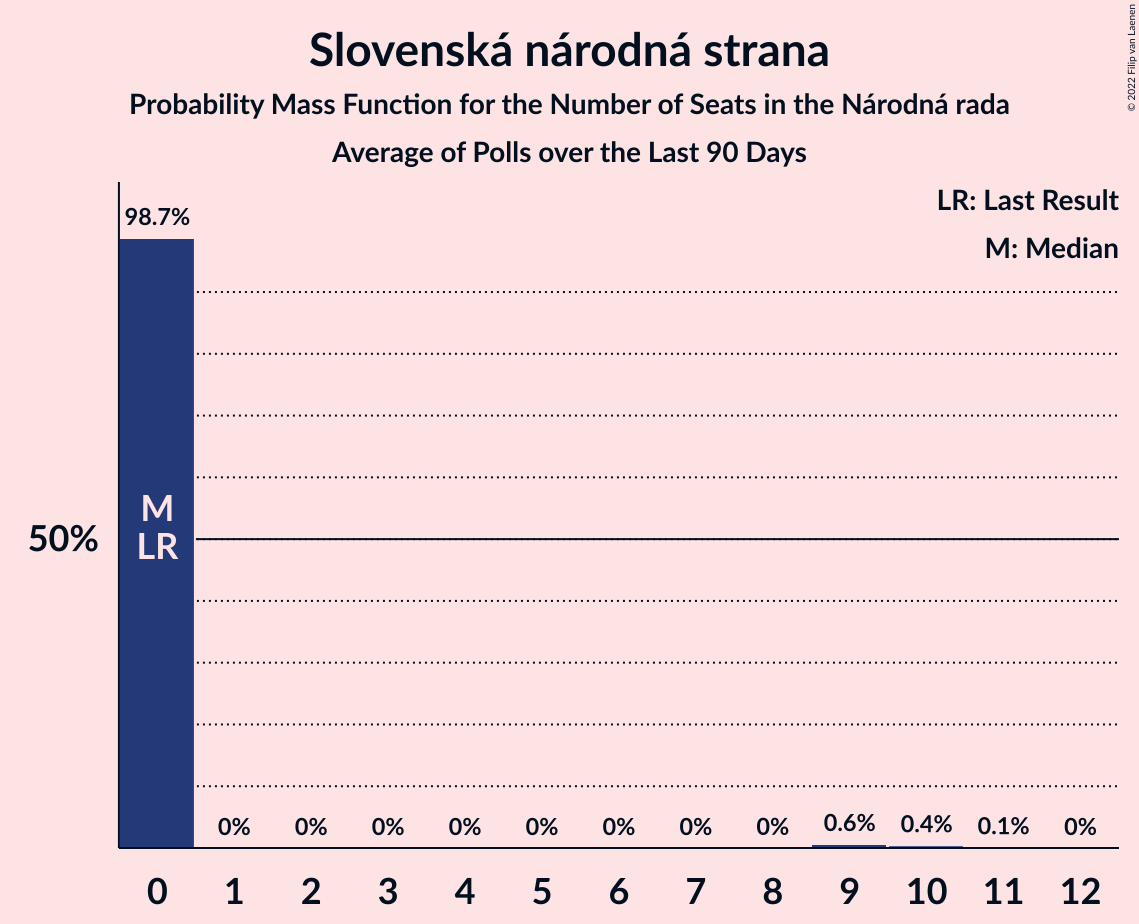 Slovenská národná strana
Probability Mass Function for the Number of Seats in the Národná rada
Average of Polls over the Last 90 Days
© 2022 Filip van Laenen
LR: Last Result
M: Median
98.7%
M
LR
50%
0% 0% 0% 0% 0% 0% 0% 0% 0.6% 0.4% 0.1% 0%
0 1 2 3 4 5 6 7 8 9 10 11 12